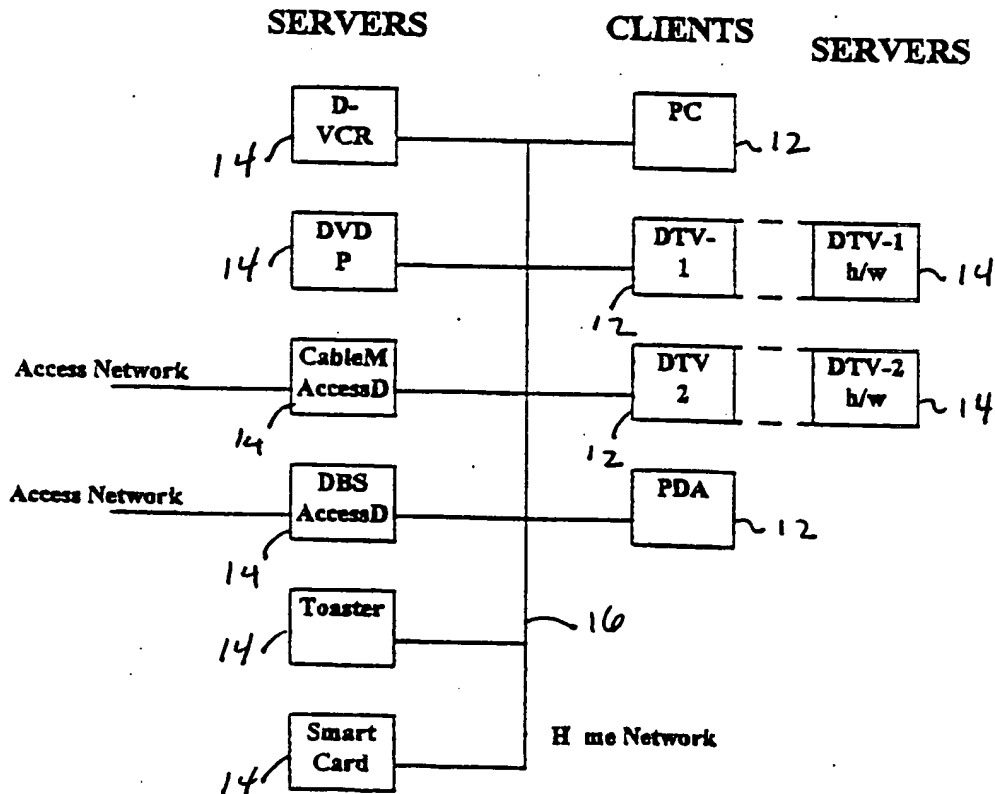 SERVERS CLIENTS SERVERS
D-
VCR
14
PC
12
DVD
P
14
DTV-
1
12
DTV-1
h/w
14
Access Network
CableM
AccessD
14
DTV
2
12
DTV-2
h/w
14
Access Network
DBS
AccessD
14
PDA
12
Toaster
14
16
Smart
Card
14
H me Network